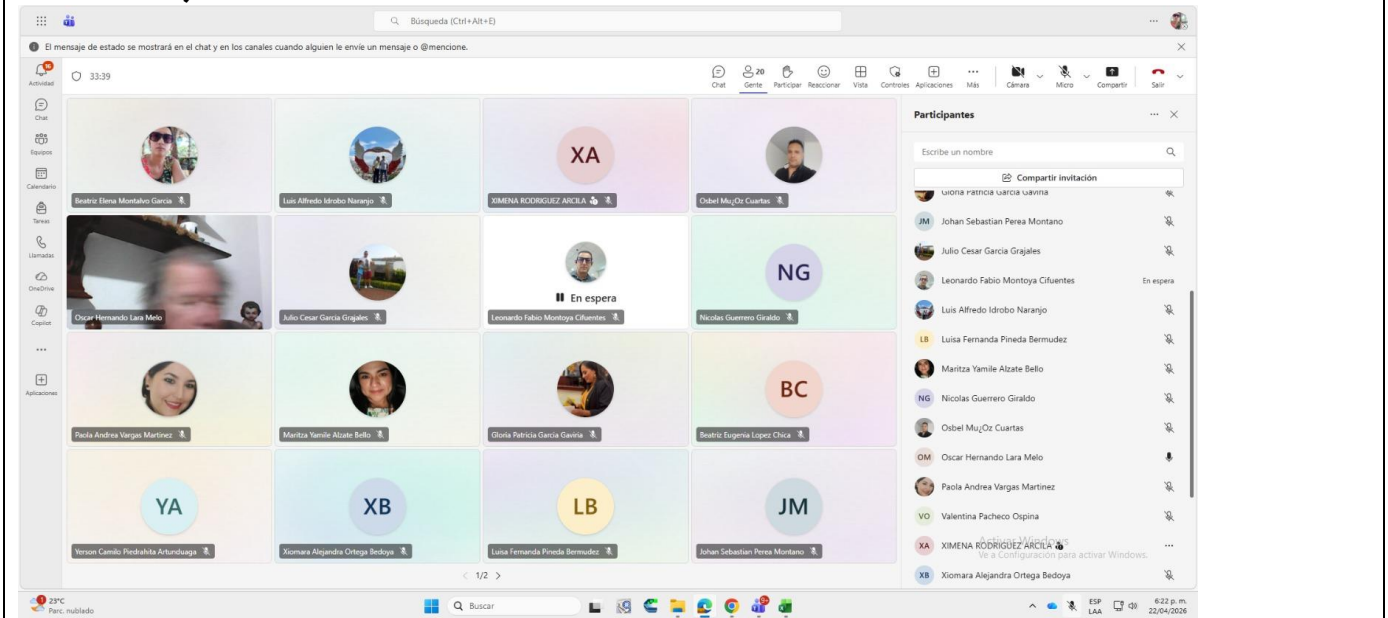 Búsqueda (Ctrl+Alt+E)
El mensaje de estado se mostrará en el chat y en los canales cuando alguien le envíe un mensaje o @mencione.
16
Actividad
Chat
Equipos
Calendario
Tareas
Llamadas
OneDrive
Copilot
Aplicaciones
33:39
Chat
20
Gente
Participar
Reaccionar
Vista
Controles
Aplicaciones
Más
Cámara
Micro
Compartir
Salir
Beatriz Elena Montalvo Garcia
Luis Alfredo Idrobo Naranjo
XA
XIMENA RODRIGUEZ ARCILA
Osbel Mu¿Oz Cuartas
Oscar Hernando Lara Melo
Julio Cesar Garcia Grajales
En espera
Leonardo Fabio Montoya Cifuentes
NG
Nicolas Guerrero Giraldo
Paola Andrea Vargas Martinez
Maritza Yamile Alzate Bello
Gloria Patricia Garcia Gaviria
BC
Beatriz Eugenia Lopez Chica
YA
Yerson Camilo Piedrahita Artunduaga
XB
Xiomara Alejandra Ortega Bedoya
LB
Luisa Fernanda Pineda Bermudez
JM
Johan Sebastian Perea Montano
1/2
Participantes
Escribe un nombre
Compartir invitación
Gloria Patricia Garcia Gaviria
JM Johan Sebastian Perea Montano
Julio Cesar Garcia Grajales
Leonardo Fabio Montoya Cifuentes En espera
Luis Alfredo Idrobo Naranjo
LB Luisa Fernanda Pineda Bermudez
Maritza Yamile Alzate Bello
NG Nicolas Guerrero Giraldo
Osbel Mu¿Oz Cuartas
OM Oscar Hernando Lara Melo
Paola Andrea Vargas Martinez
VO Valentina Pacheco Ospina
XA XIMENA RODRIGUEZ ARCILA
XB Xiomara Alejandra Ortega Bedoya
Activar Windows
Ve a Configuración para activar Windows.
1
23°C
Parc. nublado
Buscar
ESP
LAA
6:22 p. m.
22/04/2026